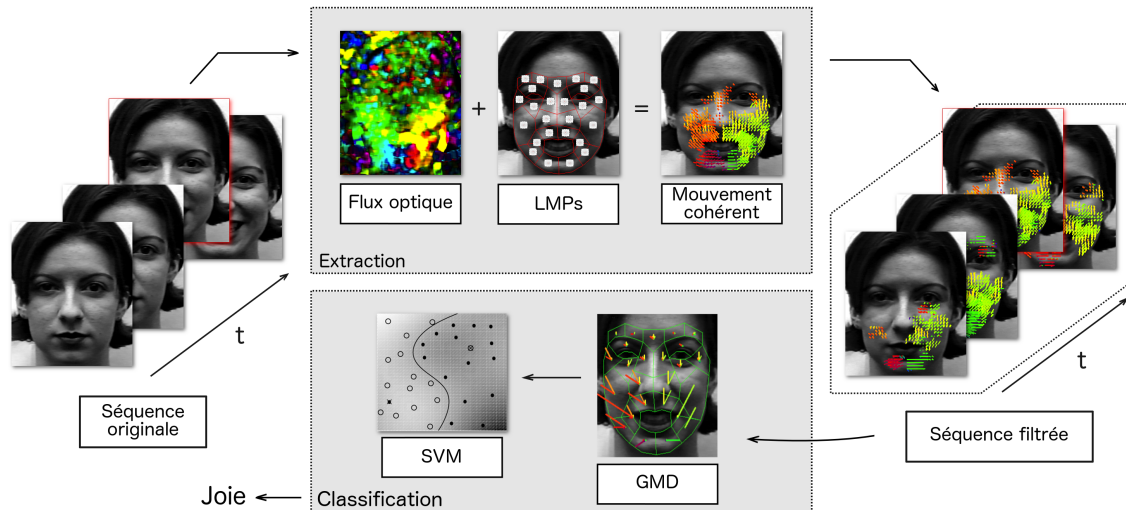 Flux optique
+
LMPs
=
Mouvement
cohérent
Extraction
t
Séquence
originale
t
Séquence filtrée
SVM
GMD
Classification
Joie